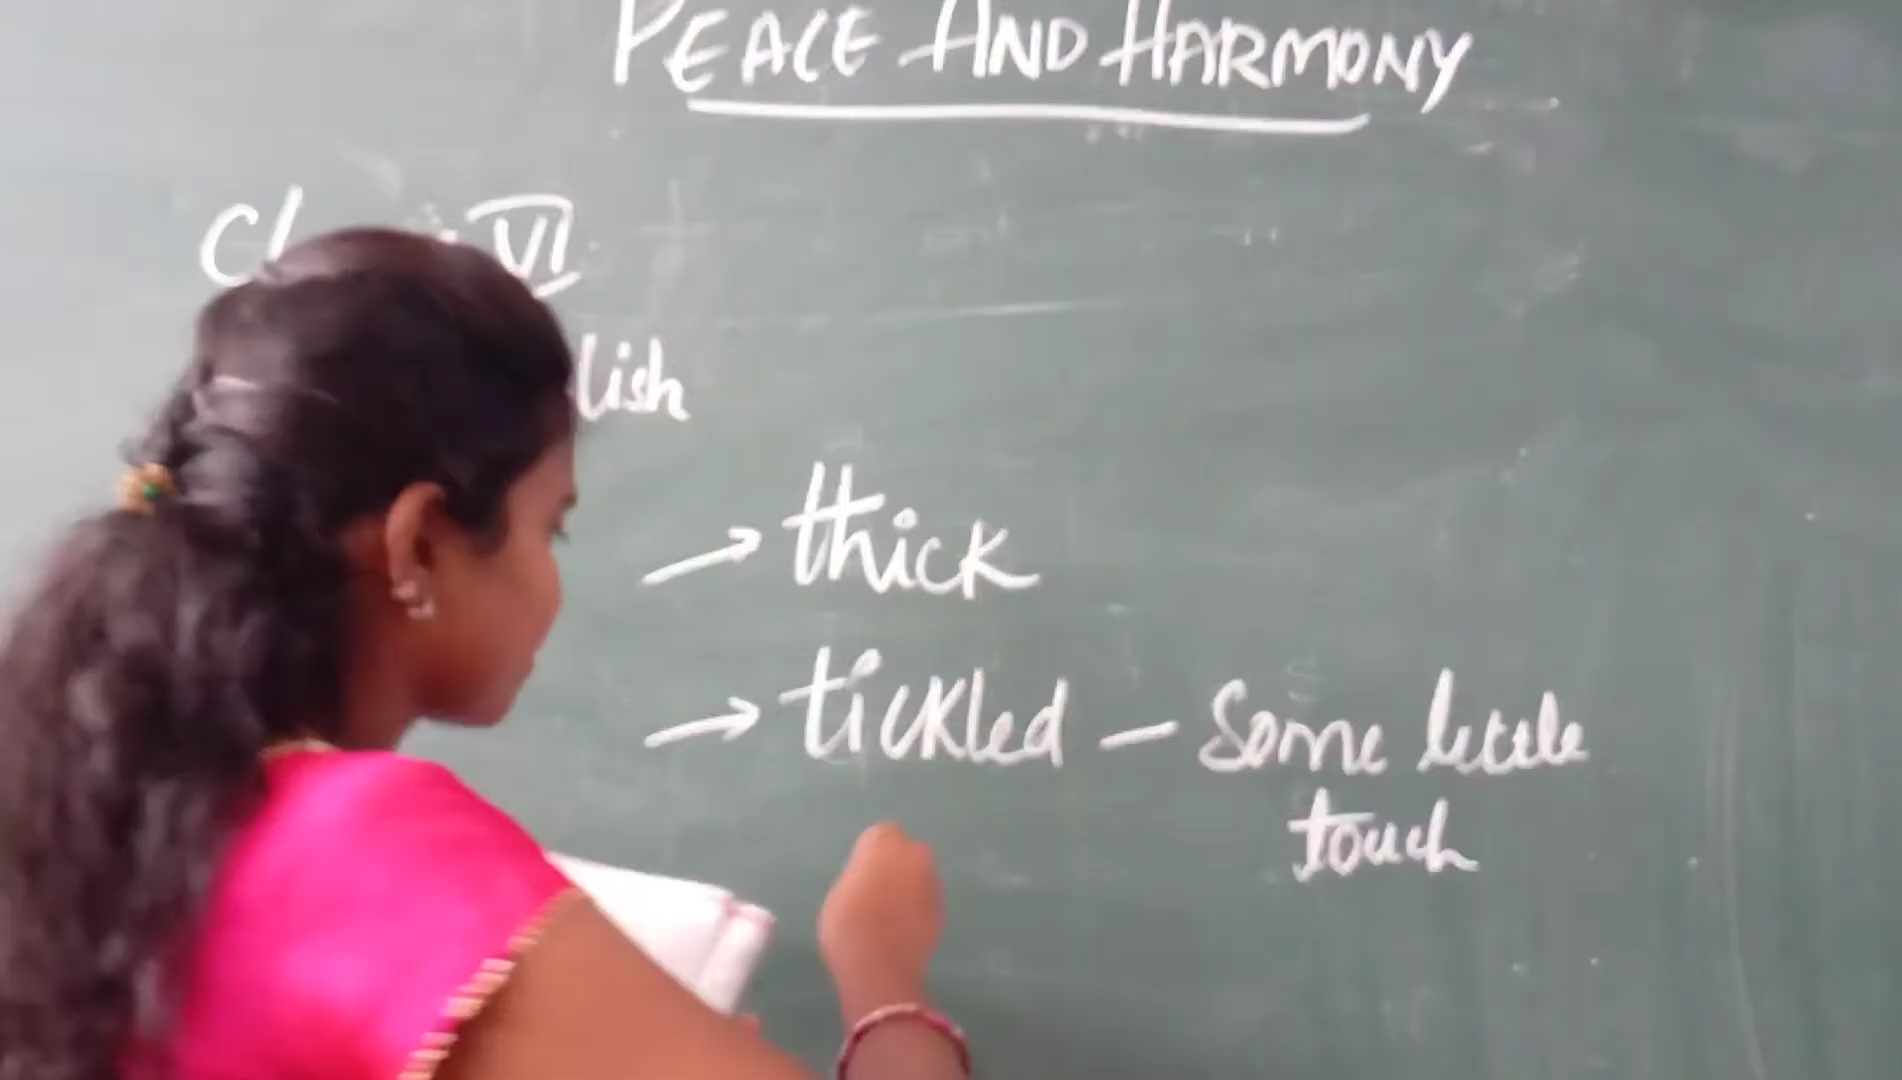 PEACE AND HARMONY
VI
lish
→ thick
→ tickled - Some little
touch